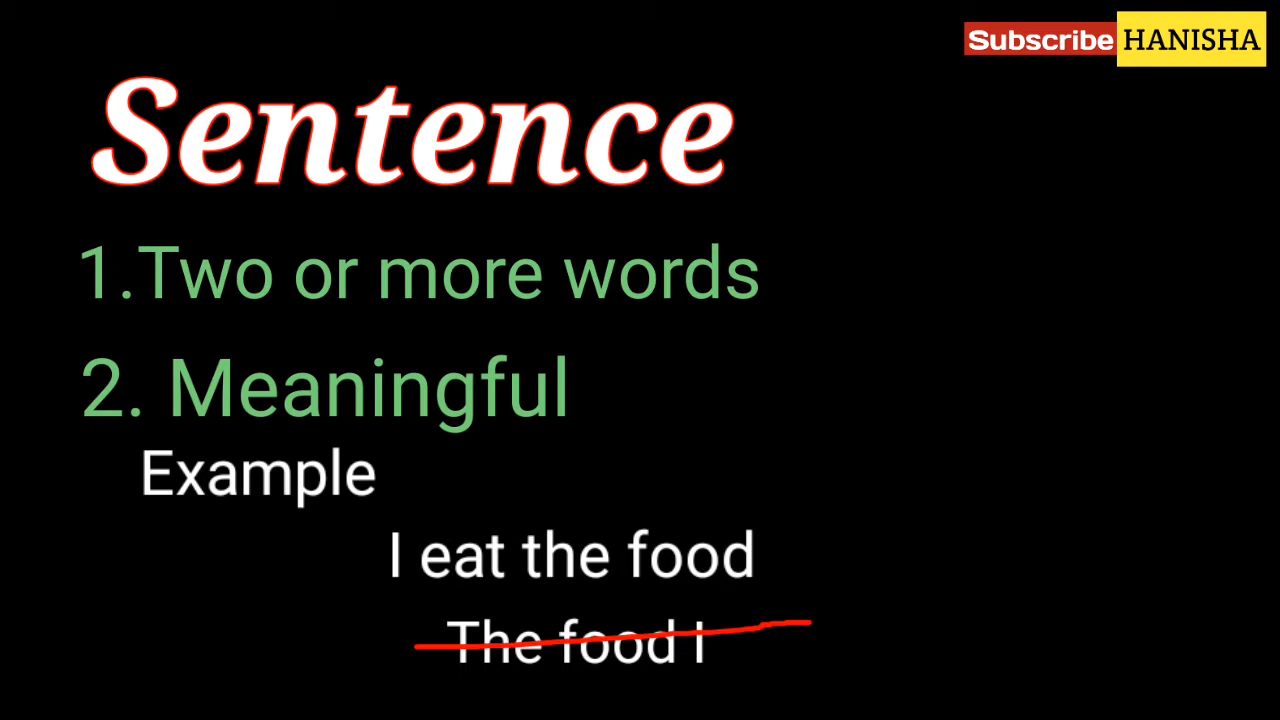 Subscribe HANISHA
Sentence
1.Two or more words
2. Meaningful
Example
I eat the food
The food I